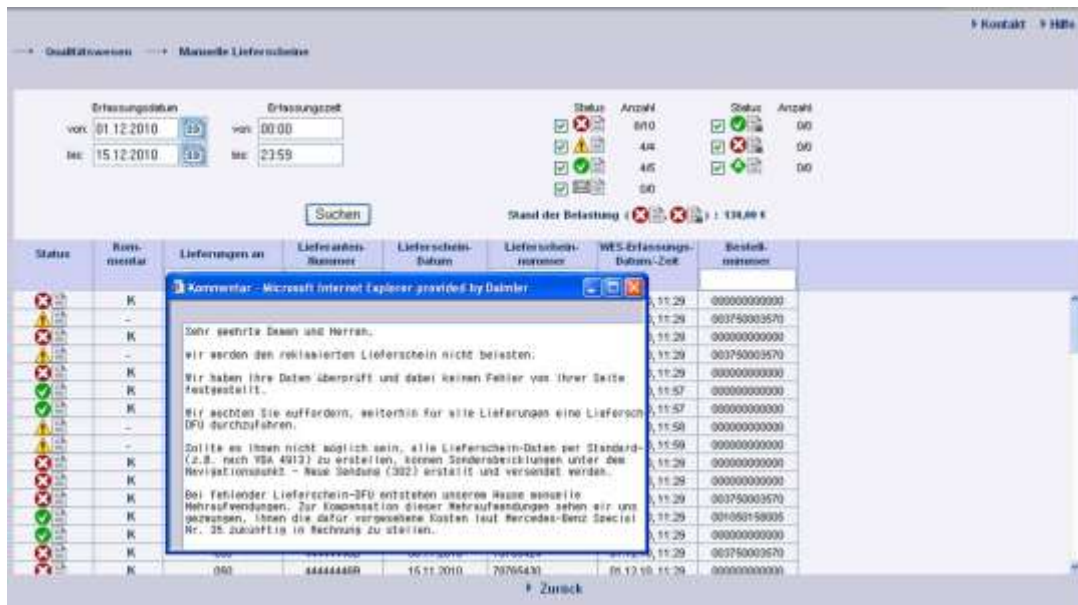 Kontakt Hilfe
Qualitätswesen Manuelle Lieferscheine
Erfassungsdatum Erfassungszeit Status Anzahl Status Anzahl
von: 01.12.2010 von: 00:00 0/10 0/0
bis: 15.12.2010 bis: 23:59 4/4 0/0
4/5 0/0
0/0
Suchen Stand der Belastung ( , ) : 130,00 €
Status Kom- Lieferungen an Lieferanten- Lieferschein- Lieferschein- WES-Erfassungs- Bestell-
mentar Nummer Datum nummer Datum/-Zeit nummer
Kommentar - Microsoft Internet Explorer provided by Daimler
K , 11:29 000000000000
- , 11:29 003750003570
K , 11:29 000000000000
- , 11:29 003750003570
K , 11:29 000000000000
K , 11:57 000000000000
K , 11:57 000000000000
- , 11:58 000000000000
- , 11:59 000000000000
K , 11:29 000000000000
K , 11:29 000000000000
K , 11:29 003750003570
K , 11:29 001050150005
K , 11:29 000000000000
K , 11:29 003750003570
K 050 444444469 15.11.2010 70765430 01.12.10, 11:29 000000000000
Sehr geehrte Damen und Herren,
wir werden den reklamierten Lieferschein nicht belasten.
Wir haben Ihre Daten überprüft und dabei keinen Fehler von Ihrer Seite
festgestellt.
Wir möchten Sie auffordern, weiterhin für alle Lieferungen eine Liefersch
DFÜ durchzuführen.
Sollte es Ihnen nicht möglich sein, alle Lieferschein-Daten per Standard-
(z.B. nach VDA 4913) zu erstellen, können Sonderabwicklungen unter dem
Navigationspunkt - Neue Sendung (302) erstellt und versendet werden.
Bei fehlender Lieferschein-DFÜ entstehen unserem Hause manuelle
Mehraufwendungen. Zur Kompensation dieser Mehraufwendungen sehen wir uns
gezwungen, Ihnen die dafür vorgesehene Kosten laut Mercedes-Benz Special
Nr. 35 zukünftig in Rechnung zu stellen.
Zurück